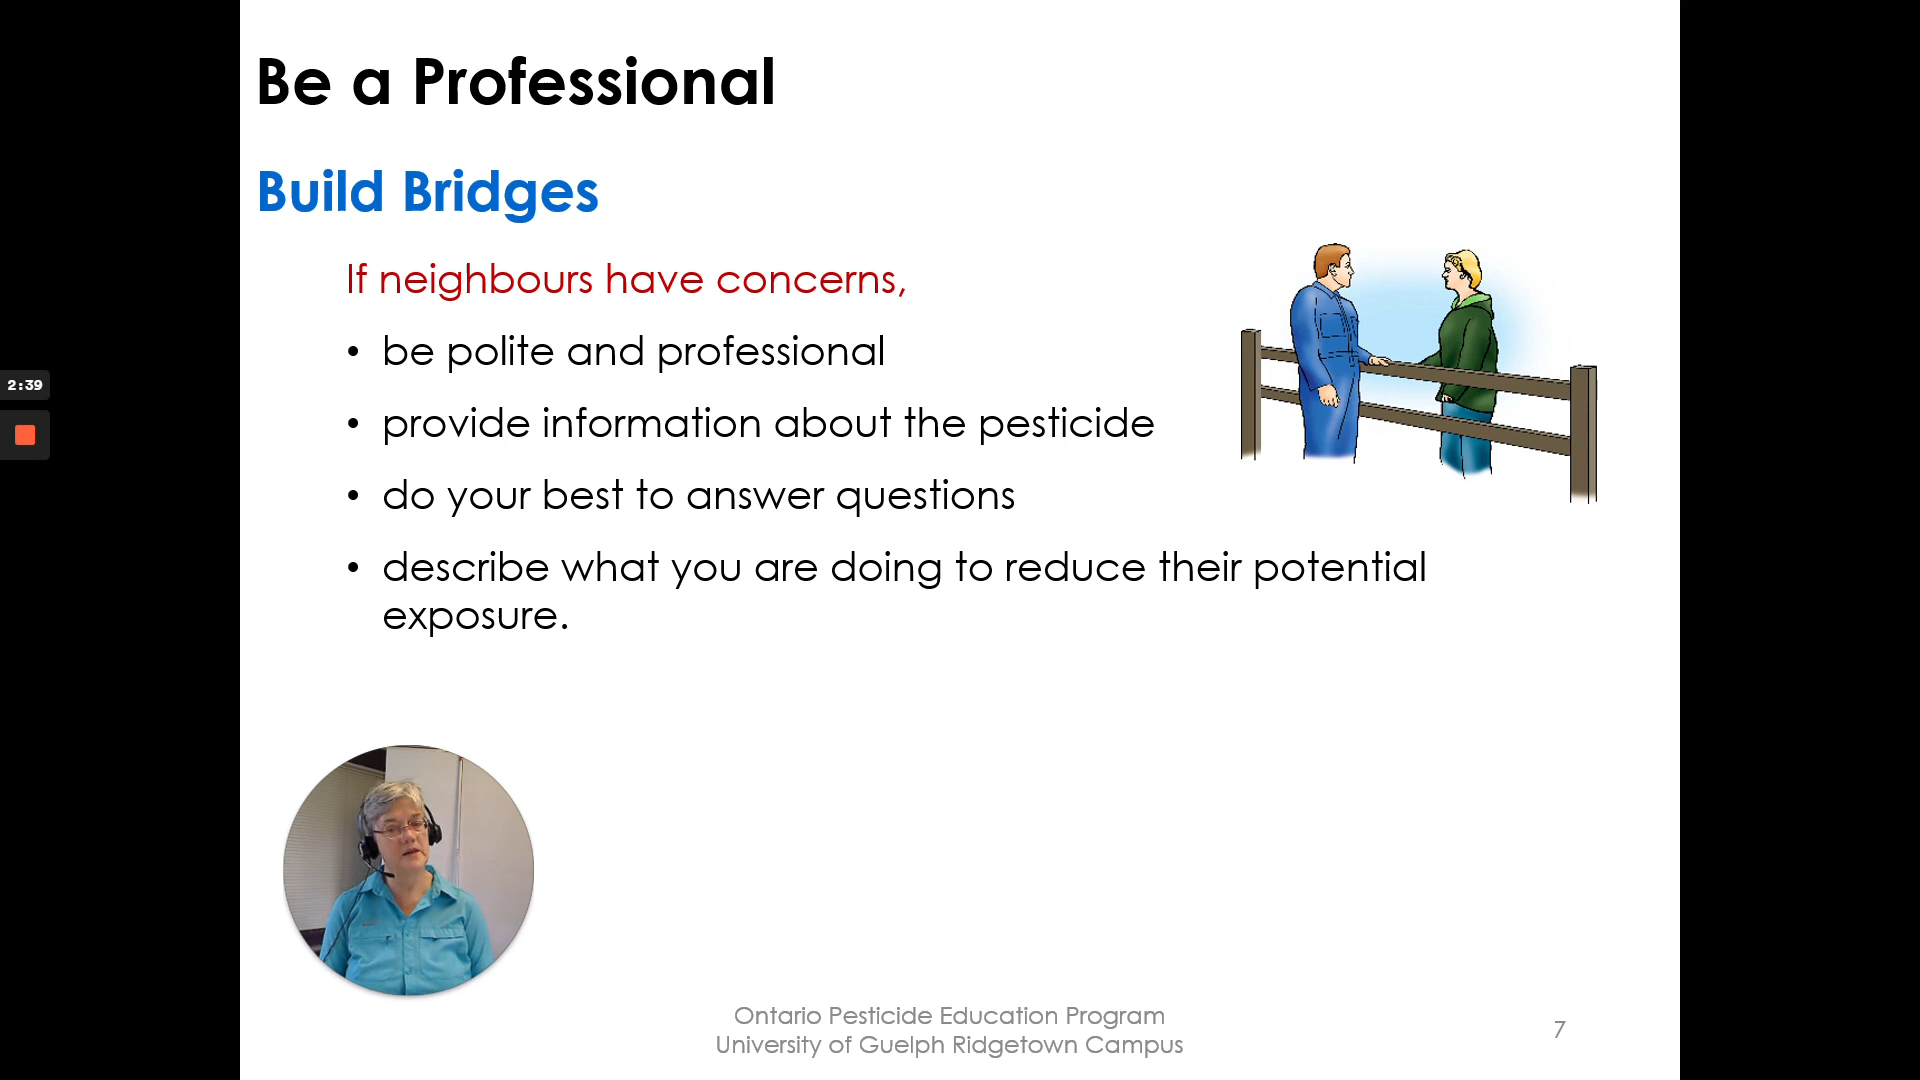 Be a Professional
Build Bridges
If neighbours have concerns,
• be polite and professional
• provide information about the pesticide
• do your best to answer questions
• describe what you are doing to reduce their potential
exposure.
2:39
Ontario Pesticide Education Program
University of Guelph Ridgetown Campus
7